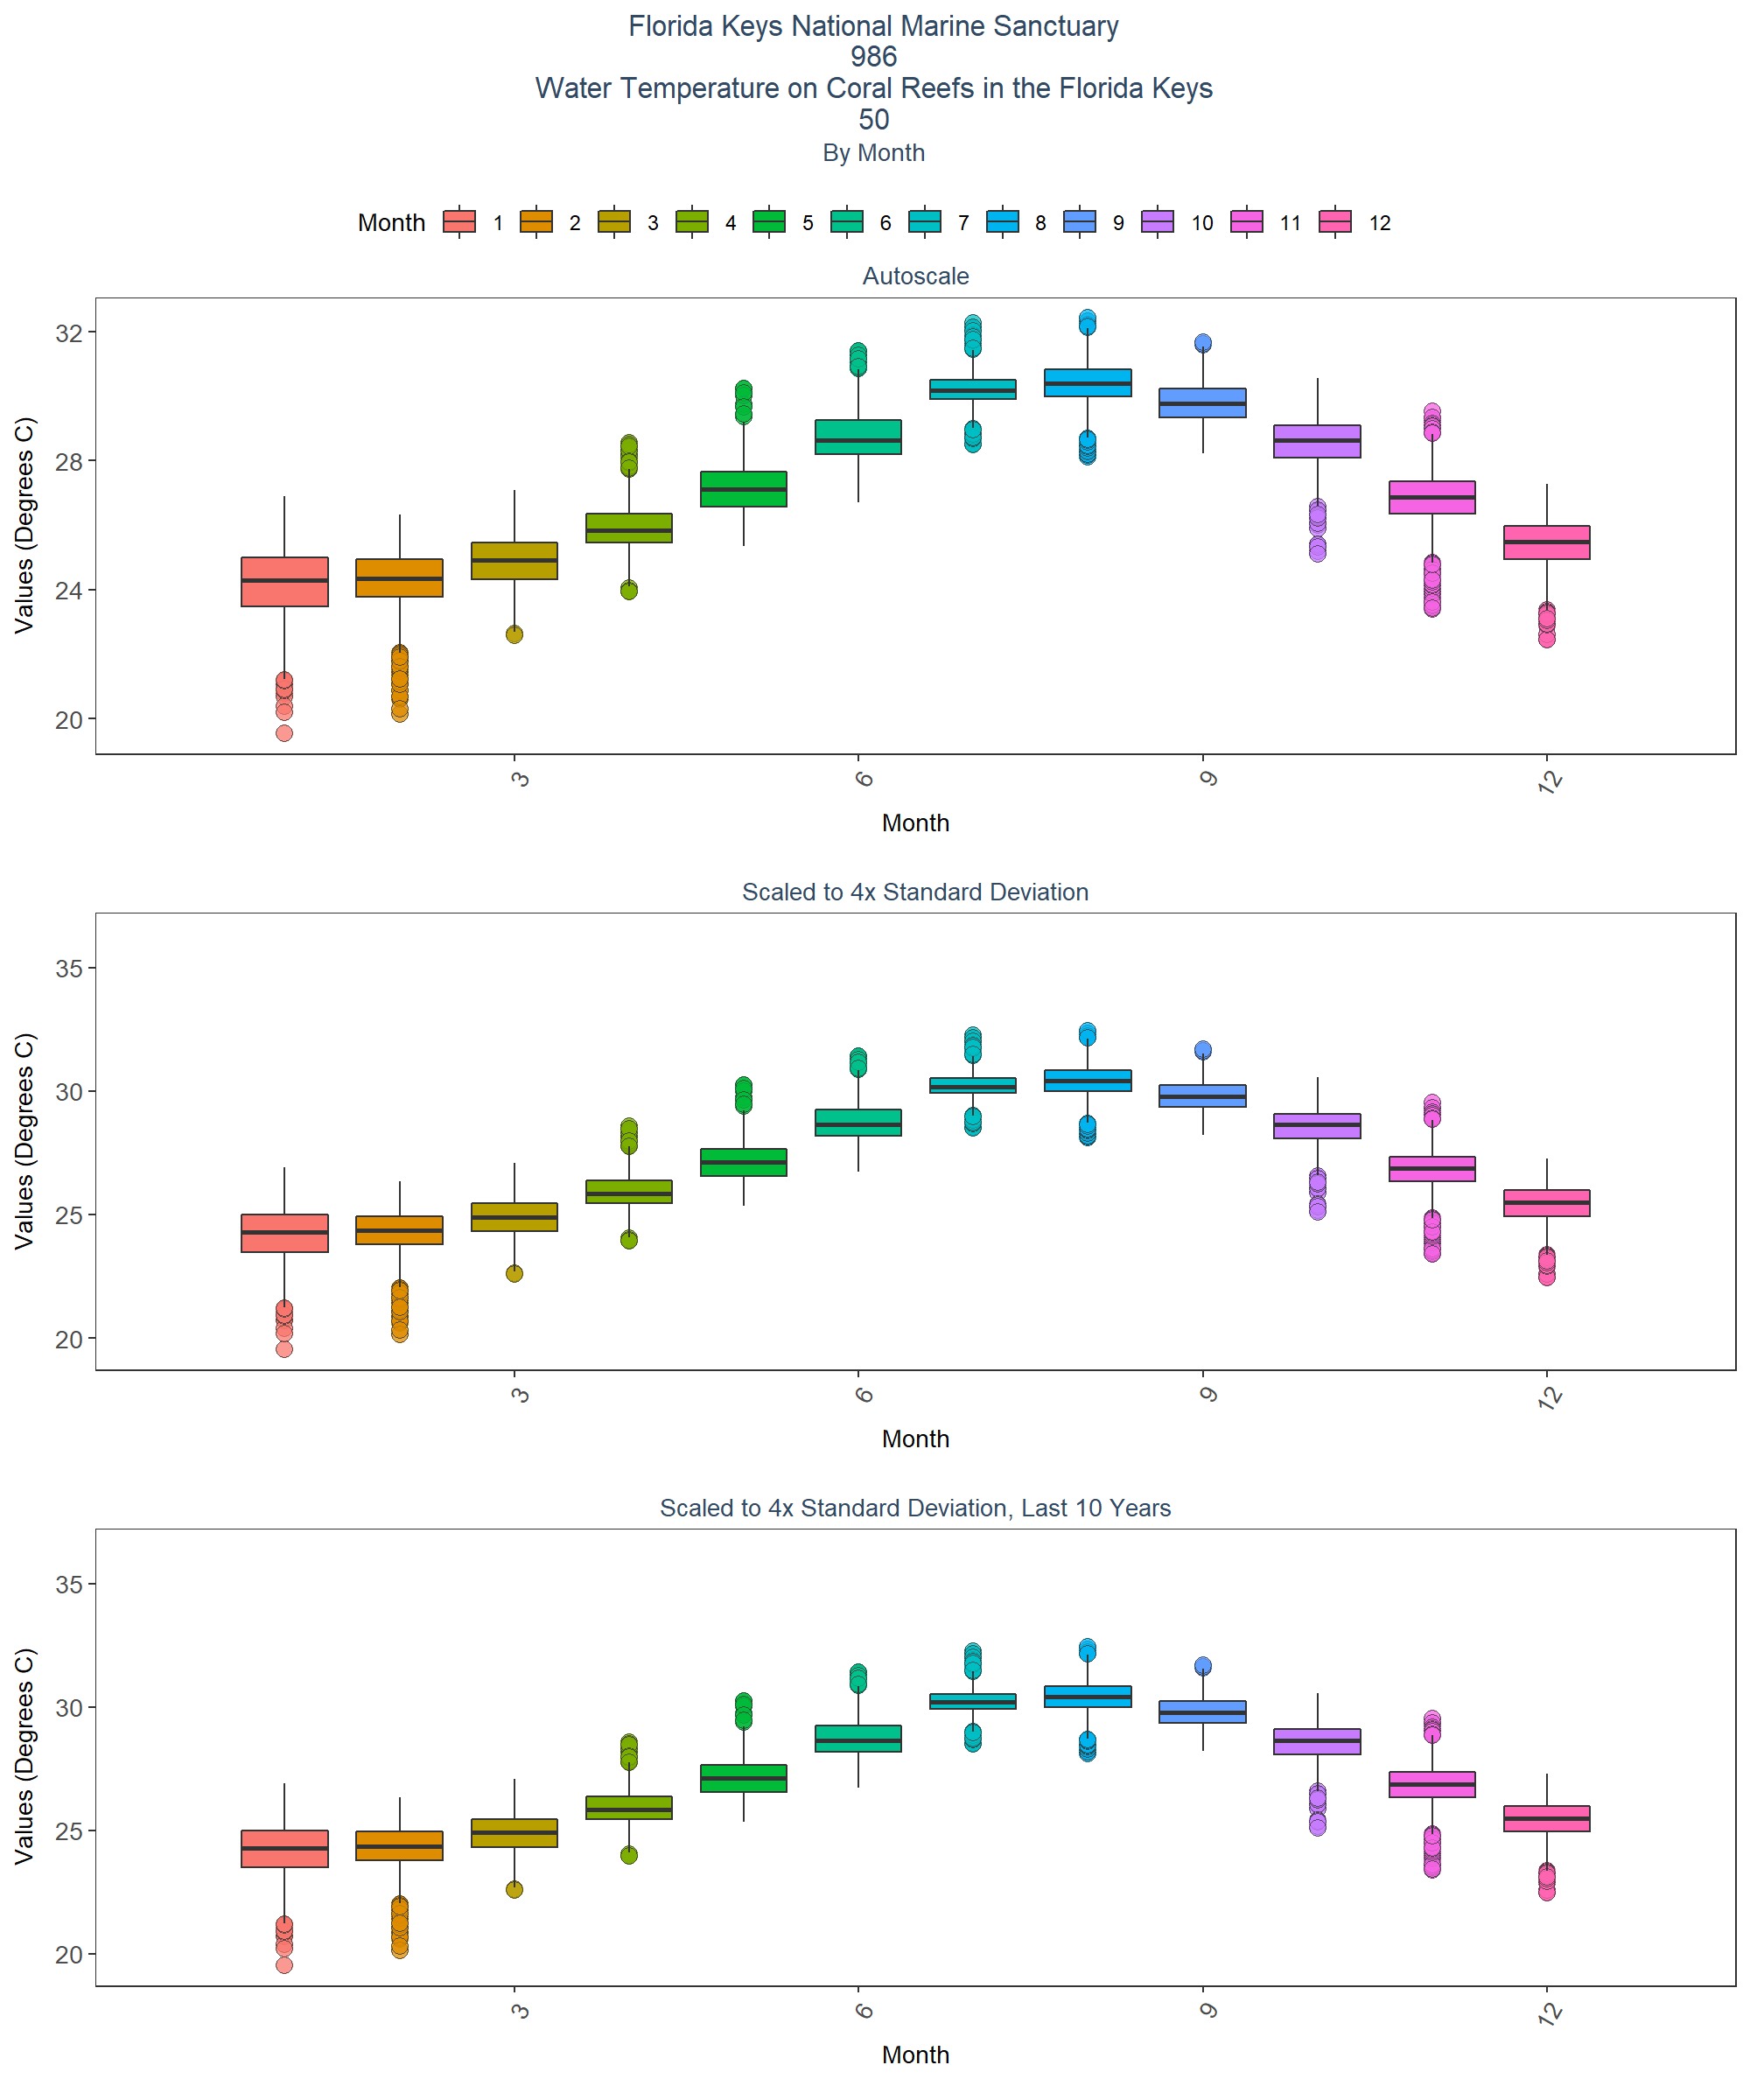 Florida Keys National Marine Sanctuary
986
Water Temperature on Coral Reefs in the Florida Keys
50
By Month
Month 1 2 3 4 5 6 7 8 9 10 11 12
Autoscale
Values (Degrees C)
32
28
24
20
3 6 9 12
Month
Scaled to 4x Standard Deviation
Values (Degrees C)
35
30
25
20
3 6 9 12
Month
Scaled to 4x Standard Deviation, Last 10 Years
Values (Degrees C)
35
30
25
20
3 6 9 12
Month